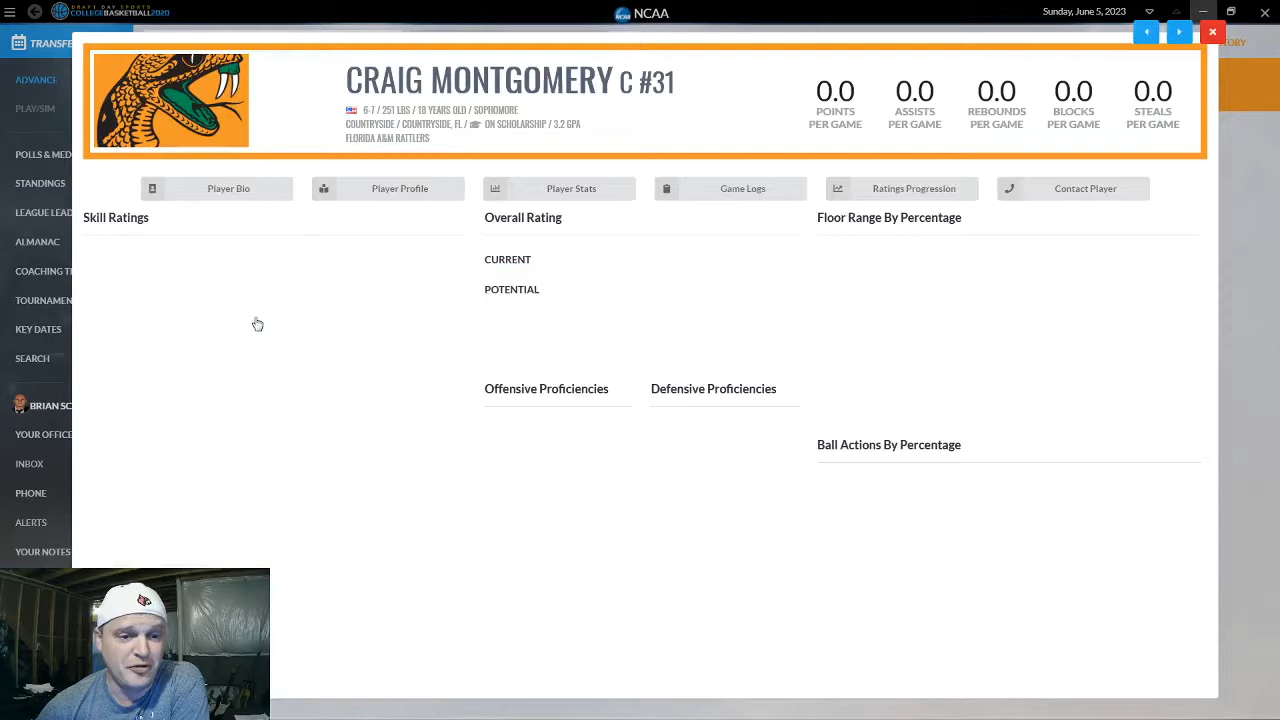 DRAFT DAY SPORTS
COLLEGE BASKETBALL 2020
NCAA
Sunday, June 5, 2023
TRANSFE
ORY
ADVANCE
PLAY/SIM
POLLS & MED
STANDINGS
LEAGUE LEAD
ALMANAC
COACHING T
TOURNAMEN
KEY DATES
SEARCH
BRIAN SC
YOUR OFFICE
INBOX
PHONE
ALERTS
YOUR NOTES
CRAIG MONTGOMERY C #31
6-7 / 251 LBS / 18 YEARS OLD / SOPHOMORE
COUNTRYSIDE / COUNTRYSIDE, FL / ON SCHOLARSHIP / 3.2 GPA
FLORIDA A&M RATTLERS
0.0 0.0 0.0 0.0 0.0
POINTS ASSISTS REBOUNDS BLOCKS STEALS
PER GAME PER GAME PER GAME PER GAME PER GAME
Player Bio Player Profile Player Stats Game Logs Ratings Progression Contact Player
Skill Ratings Overall Rating Floor Range By Percentage
CURRENT
POTENTIAL
Offensive Proficiencies Defensive Proficiencies
Ball Actions By Percentage